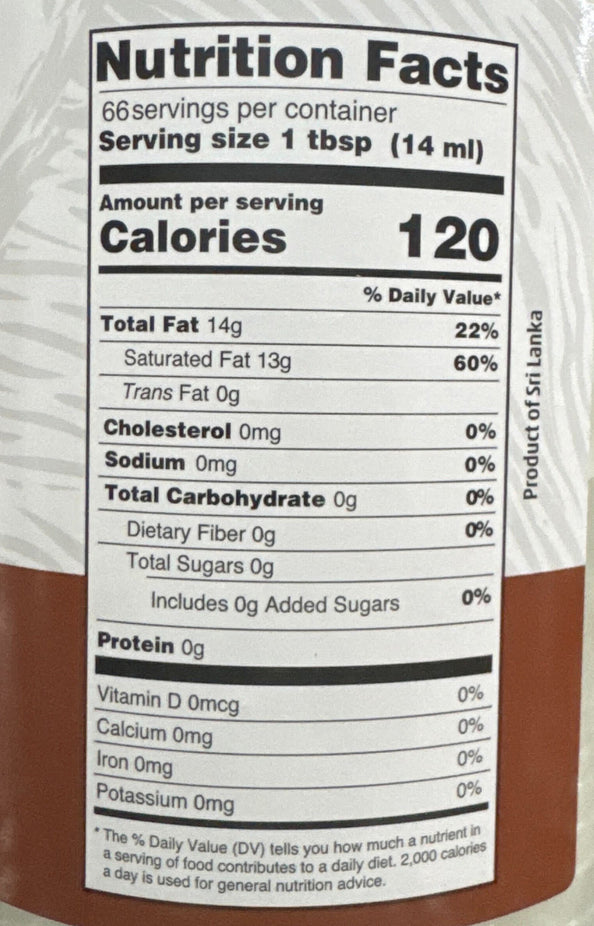 Nutrition Facts
66 servings per container
Serving size 1 tbsp (14 ml)
Amount per serving
Calories 120
% Daily Value*
Total Fat 14g 22%
Saturated Fat 13g 60%
Trans Fat 0g
Cholesterol 0mg 0%
Sodium 0mg 0%
Total Carbohydrate 0g 0%
Dietary Fiber 0g 0%
Total Sugars 0g
Includes 0g Added Sugars 0%
Protein 0g
Vitamin D 0mcg 0%
Calcium 0mg 0%
Iron 0mg 0%
Potassium 0mg 0%
* The % Daily Value (DV) tells you how much a nutrient in
a serving of food contributes to a daily diet. 2,000 calories
a day is used for general nutrition advice.
Product of Sri Lanka